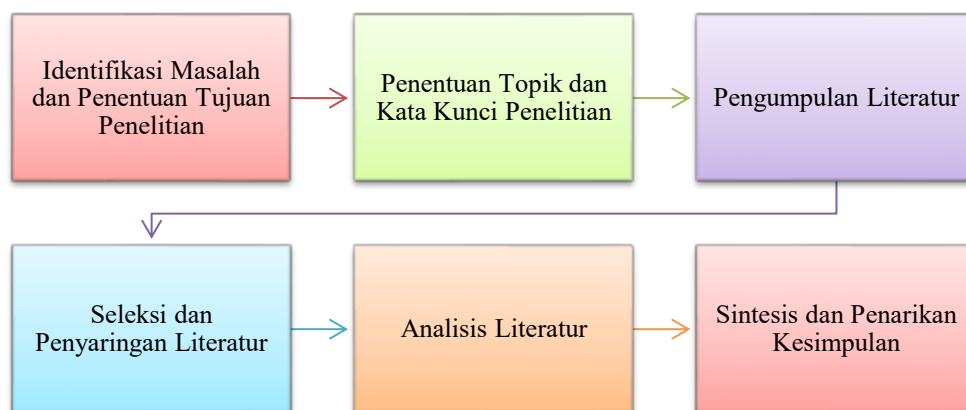 Identifikasi Masalah
dan Penentuan Tujuan
Penelitian
Penentuan Topik dan
Kata Kunci Penelitian
Pengumpulan Literatur
Seleksi dan
Penyaringan Literatur
Analisis Literatur
Sintesis dan Penarikan
Kesimpulan